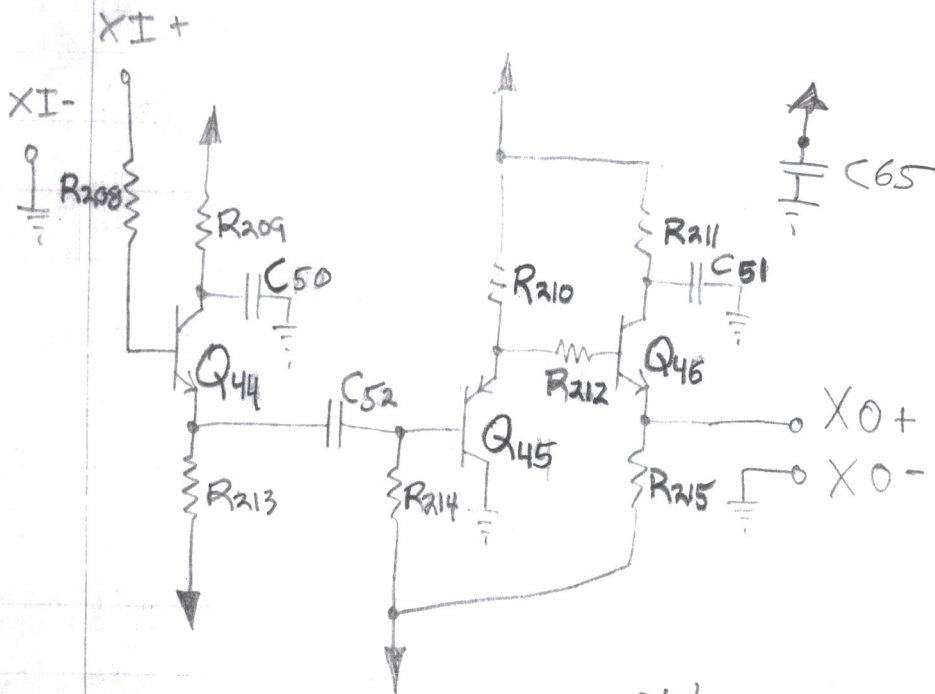 XI+
XI-
R208
R209
C50
Q44
R213
C52
R214
R210
Q45
R212
R211
C51
Q46
R215
XO+
XO-
C65